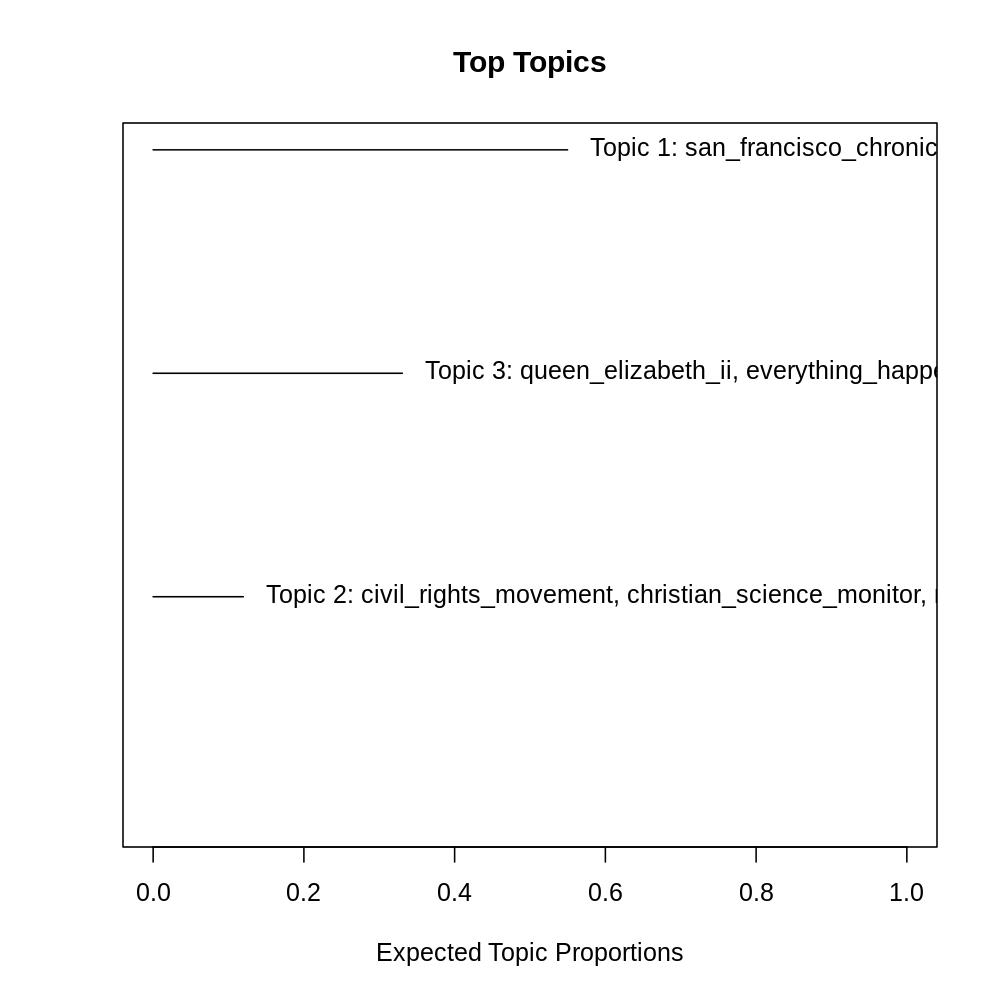 Top Topics
Topic 1: san_francisco_chronic
Topic 3: queen_elizabeth_ii, everything_happe
Topic 2: civil_rights_movement, christian_science_monitor,
0.0 0.2 0.4 0.6 0.8 1.0
Expected Topic Proportions